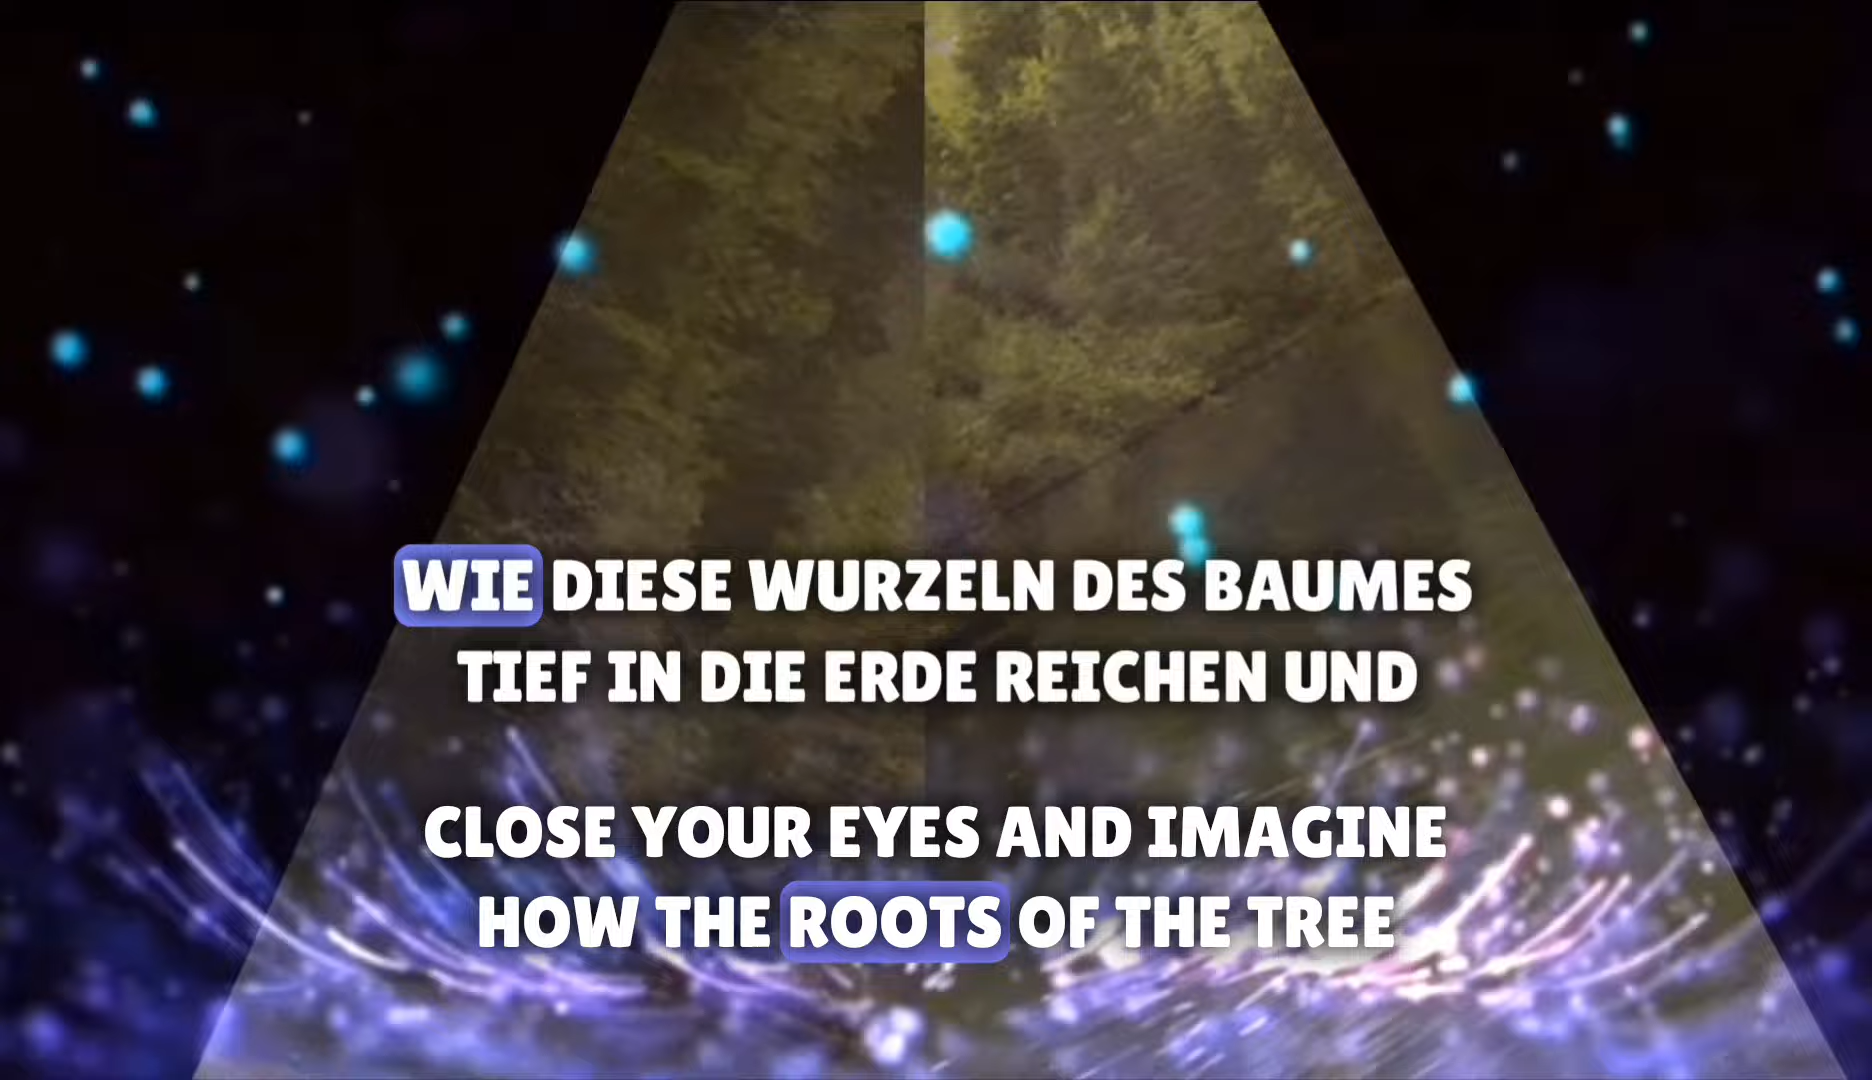 WIE DIESE WURZELN DES BAUMES
TIEF IN DIE ERDE REICHEN UND
CLOSE YOUR EYES AND IMAGINE
HOW THE ROOTS OF THE TREE